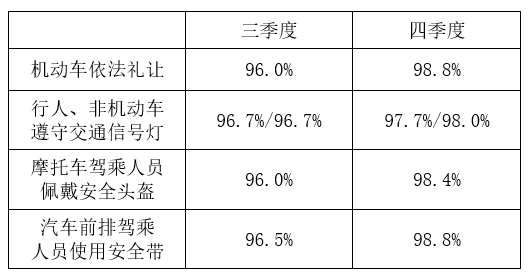 三季度 四季度
机动车依法礼让 96.0% 98.8%
行人、非机动车
遵守交通信号灯 96.7%/96.7% 97.7%/98.0%
摩托车驾乘人员
佩戴安全头盔 96.0% 98.4%
汽车前排驾乘
人员使用安全带 96.5% 98.8%